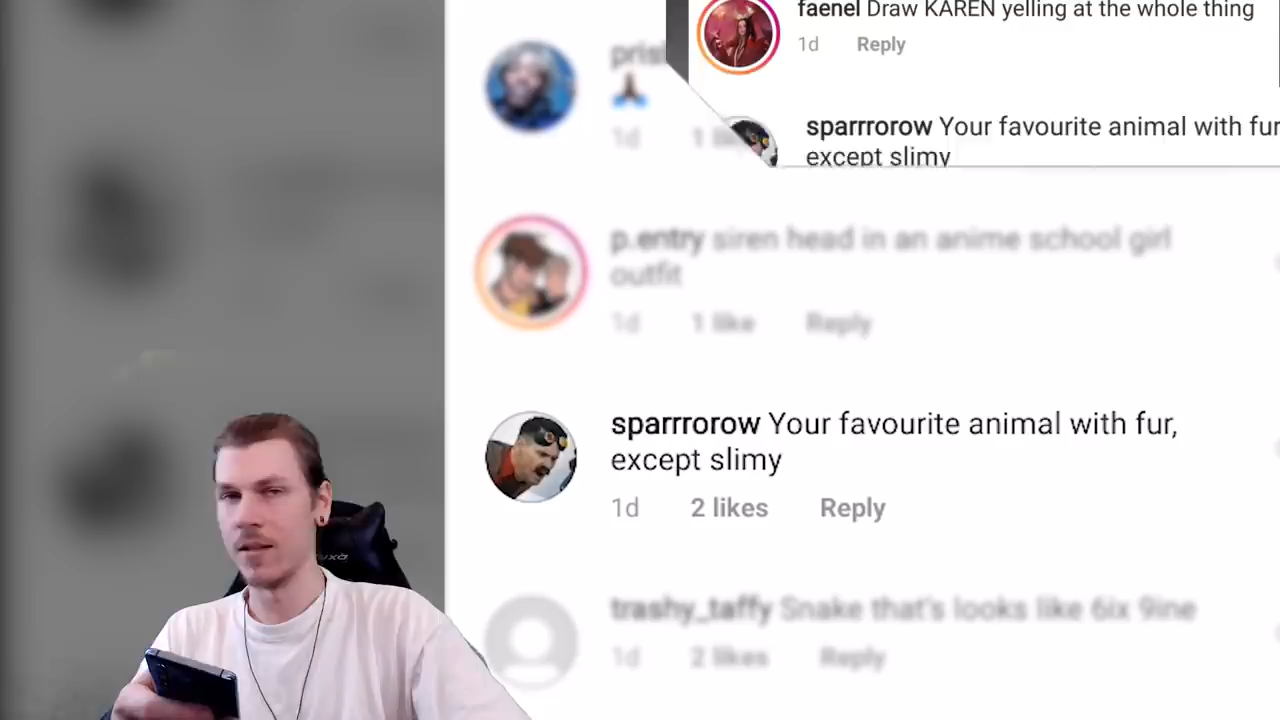 faenel Draw KAREN yelling at the whole thing
1d Reply
sparrrorow Your favourite animal with fur
except slimy
1d
p.entry siren head in an anime school girl
outfit
1d 1 like Reply
sparrrorow Your favourite animal with fur,
except slimy
1d 2 likes Reply
trashy_taffy Snake that's looks like 6ix 9ine
1d 2 likes Reply